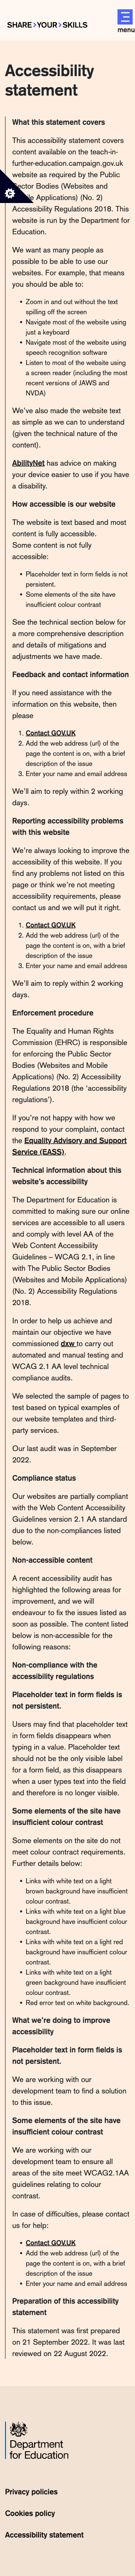 SHARE>YOUR>SKILLS
menu
Accessibility
statement
What this statement covers
This accessibility statement covers
content available on the teach-in-
further-education.campaign.gov.uk
website as required by the Public
Sector Bodies (Websites and
Applications) (No. 2)
Accessibility Regulations 2018. This
website is run by the Department for
Education.
We want as many people as
possible to be able to use our
websites. For example, that means
you should be able to:
• Zoom in and out without the text
spilling off the screen
• Navigate most of the website using
just a keyboard
• Navigate most of the website using
speech recognition software
• Listen to most of the website using
a screen reader (including the most
recent versions of JAWS and
NVDA)
We've also made the website text
as simple as we can to understand
(given the technical nature of the
content).
AbilityNet has advice on making
your device easier to use if you have
a disability.
How accessible is our website
The website is text based and most
content is fully accessible.
Some content is not fully
accessible:
• Placeholder text in form fields is not
persistent.
• Some elements of the site have
insufficient colour contrast
See the technical section below for
more comprehensive description
and details of mitigations and
adjustments we have made.
Feedback and contact information
If you need assistance with the
information on this website, then
please
1. Contact GOV.UK
2. Add the web address (url) of the
page the content is on, with a brief
description of the issue
3. Enter your name and email address
We'll aim to reply within 2 working
days.
Reporting accessibility problems
with this website
We're always looking to improve the
accessibility of this website. If you
find any problems not listed on this
page or think we're not meeting
accessibility requirements, please
contact us and we will put it right.
1. Contact GOV.UK
2. Add the web address (url) of the
page the content is on, with a brief
description of the issue
3. Enter your name and email address
We'll aim to reply within 2 working
days.
Enforcement procedure
The Equality and Human Rights
Commission (EHRC) is responsible
for enforcing the Public Sector
Bodies (Websites and Mobile
Applications) (No. 2) Accessibility
Regulations 2018 (the 'accessibility
regulations').
If you're not happy with how we
respond to your complaint, contact
the Equality Advisory and Support
Service (EASS).
Technical information about this
website's accessibility
The Department for Education is
committed to making sure our online
services are accessible to all users
and comply with level AA of the
Web Content Accessibility
Guidelines – WCAG 2.1, in line
with The Public Sector Bodies
(Websites and Mobile Applications)
(No. 2) Accessibility Regulations
2018.
In order to help us achieve and
maintain our objective we have
commissioned dxw to carry out
automated and manual testing and
WCAG 2.1 AA level technical
compliance audits.
We selected the sample of pages to
test based on typical examples of
our website templates and third-
party services.
Our last audit was in September
2022.
Compliance status
Our websites are partially compliant
with the Web Content Accessibility
Guidelines version 2.1 AA standard
due to the non-compliances listed
below.
Non-accessible content
A recent accessibility audit has
highlighted the following areas for
improvement, and we will
endeavour to fix the issues listed as
soon as possible. The content listed
below is non-accessible for the
following reasons:
Non-compliance with the
accessibility regulations
Placeholder text in form fields is
not persistent.
Users may find that placeholder text
in form fields disappears when
typing in a value. Placeholder text
should not be the only visible label
for a form field, as this disappears
when a user types text into the field
and therefore is no longer visible.
Some elements of the site have
insufficient colour contrast
Some elements on the site do not
meet colour contrast requirements.
Further details below:
• Links with white text on a light
brown background have insufficient
colour contrast.
• Links with white text on a light blue
background have insufficient colour
contrast.
• Links with white text on a light red
background have insufficient colour
contrast.
• Links with white text on a light
green background have insufficient
colour contrast.
• Red error text on white background.
What we're doing to improve
accessibility
Placeholder text in form fields is
not persistent.
We are working with our
development team to find a solution
to this issue.
Some elements of the site have
insufficient colour contrast
We are working with our
development team to ensure all
areas of the site meet WCAG2.1AA
guidelines relating to colour
contrast.
In case of difficulties, please contact
us for help:
• Contact GOV.UK
• Add the web address (url) of the
page the content is on, with a brief
description of the issue
• Enter your name and email address
Preparation of this accessibility
statement
This statement was first prepared
on 21 September 2022. It was last
reviewed on 22 August 2022.
Department
for Education
Privacy policies
Cookies policy
Accessibility statement